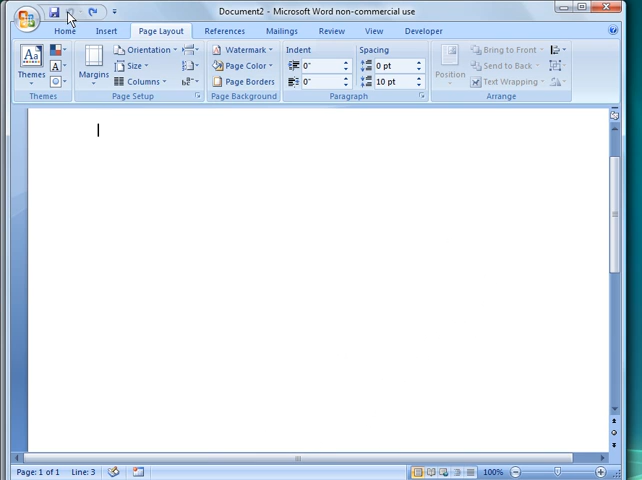 Document2 - Microsoft Word non-commercial use
Home Insert Page Layout References Mailings Review View Developer
Themes Margins Orientation Size Columns Watermark Page Color Page Borders Indent 0" 0" Spacing 0 pt 10 pt Position Bring to Front Send to Back Text Wrapping
Themes Page Setup Page Background Paragraph Arrange
Page: 1 of 1 Line: 3 100%